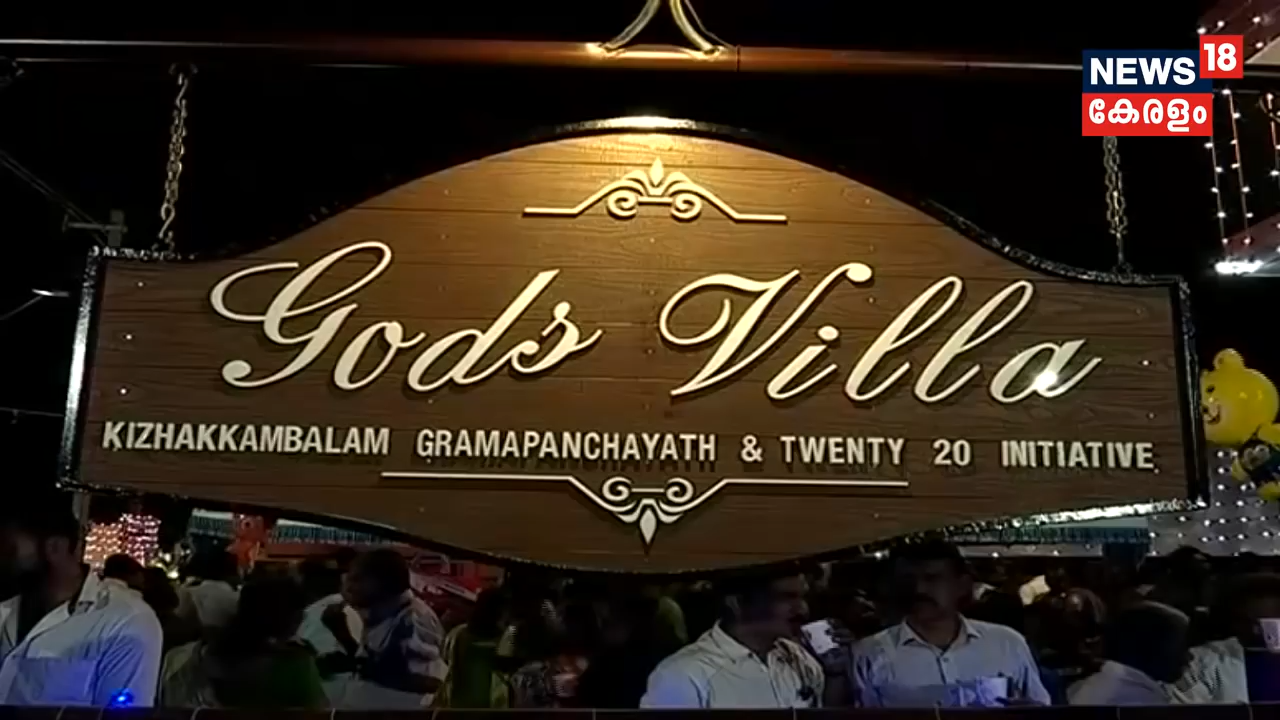 NEWS 18
കേരളം
Gods Villa
KIZHAKKAMBALAM GRAMAPANCHAYATH & TWENTY 20 INITIATIVE